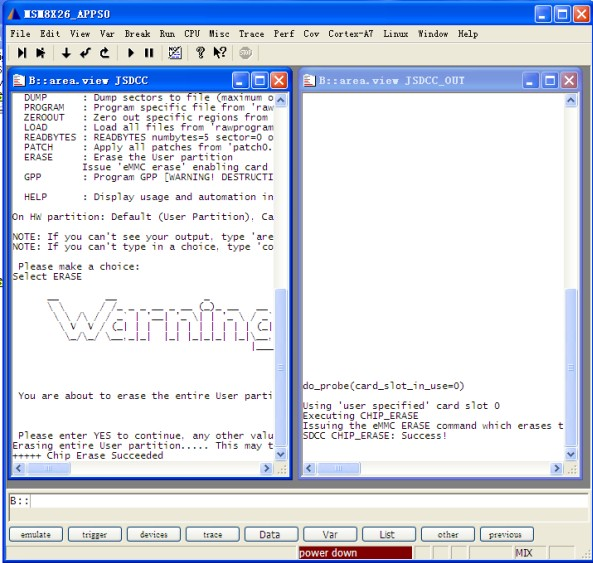 MSM8X26_APPS0
File Edit View Var Break Run CPU Misc Trace Perf Cov Cortex-A7 Linux Window Help
B::area.view JSDCC
DUMP : Dump sectors to file (maximum o
PROGRAM : Program specific file from 'raw
ZEROOUT : Zero out specific regions from
LOAD : Load all files from 'rawprogram
READBYTES : READBYTES numbytes=5 sector=0 o
PATCH : Apply all patches from 'patch0.
ERASE : Erase the User partition
Issue 'eMMC erase' enabling card
GPP : Program GPP [WARNING! DESTRUCTI
HELP : Display usage and automation in
On HW partition: Default (User Partition), Ca
NOTE: If you can't see your output, type 'are
NOTE: If you can't type in a choice, type 'co
Please make a choice:
Select ERASE
Warning
You are about to erase the entire User parti
Please enter YES to continue, any other valu
Erasing entire User partition..... This may t
+++++ Chip Erase Succeeded
B::area.view JSDCC_OUT
do_probe(card_slot_in_use=0)
Using 'user specified' card slot 0
Executing CHIP_ERASE
Issuing the eMMC ERASE command which erases t
SDCC CHIP_ERASE: Success!
B::
emulate trigger devices trace Data Var List other previous
power down MIX